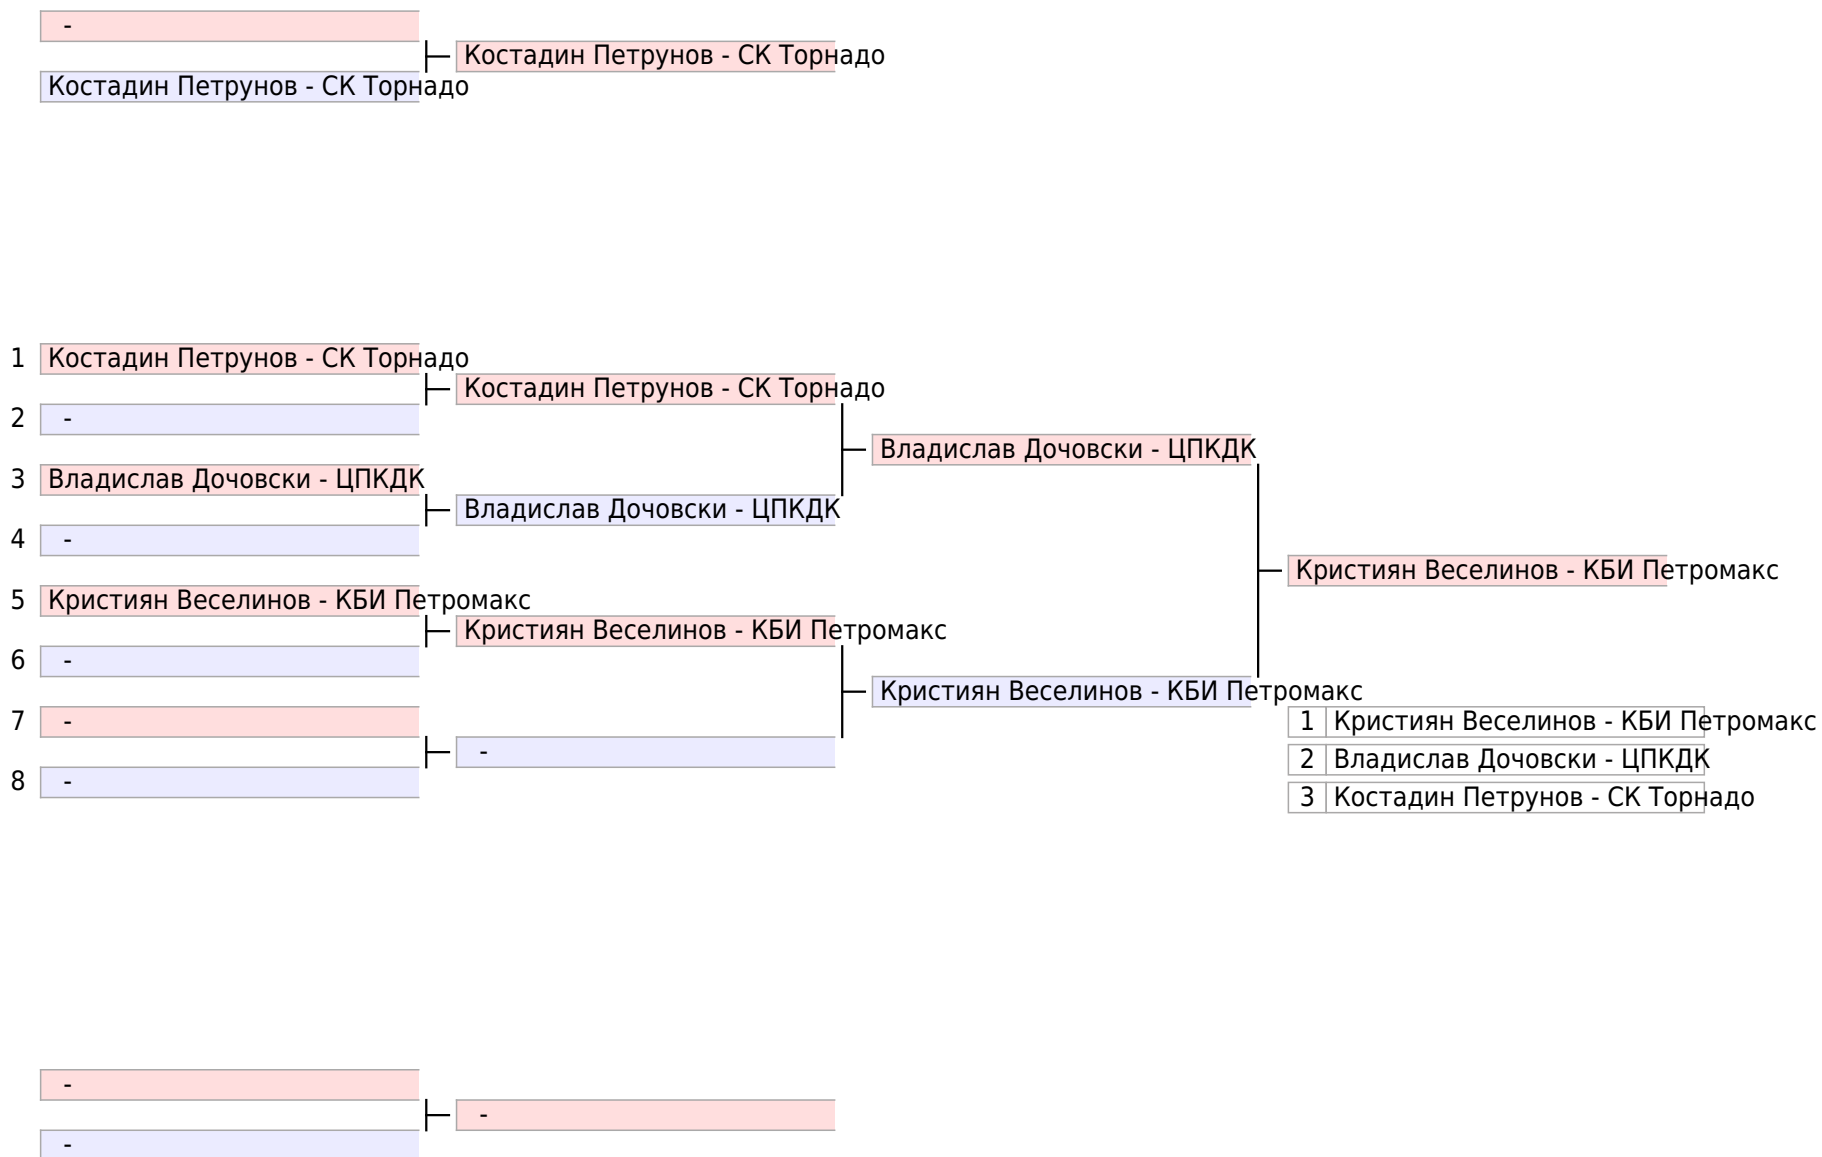 -
Костадин Петрунов - СК Торнадо
Костадин Петрунов - СК Торнадо
1 Костадин Петрунов - СК Торнадо
Костадин Петрунов - СК Торнадо
2 -
Владислав Дочовски - ЦПКДК
3 Владислав Дочовски - ЦПКДК
Владислав Дочовски - ЦПКДК
4 -
Кристиян Веселинов - КБИ Петромакс
5 Кристиян Веселинов - КБИ Петромакс
Кристиян Веселинов - КБИ Петромакс
6 -
Кристиян Веселинов - КБИ Петромакс
7 -
1 Кристиян Веселинов - КБИ Петромакс
-
2 Владислав Дочовски - ЦПКДК
8 -
3 Костадин Петрунов - СК Торнадо
-
-
-